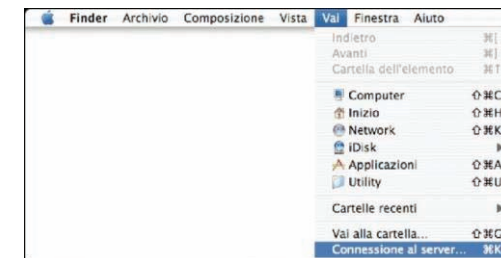 Finder Archivio Composizione Vista Vai Finestra Aiuto
Indietro ⌘[
Avanti ⌘]
Cartella dell'elemento ⌘↑
Computer ⇧⌘C
Inizio ⇧⌘H
Network ⇧⌘K
iDisk
Applicazioni ⇧⌘A
Utility ⇧⌘U
Cartelle recenti
Vai alla cartella... ⇧⌘G
Connessione al server... ⌘K